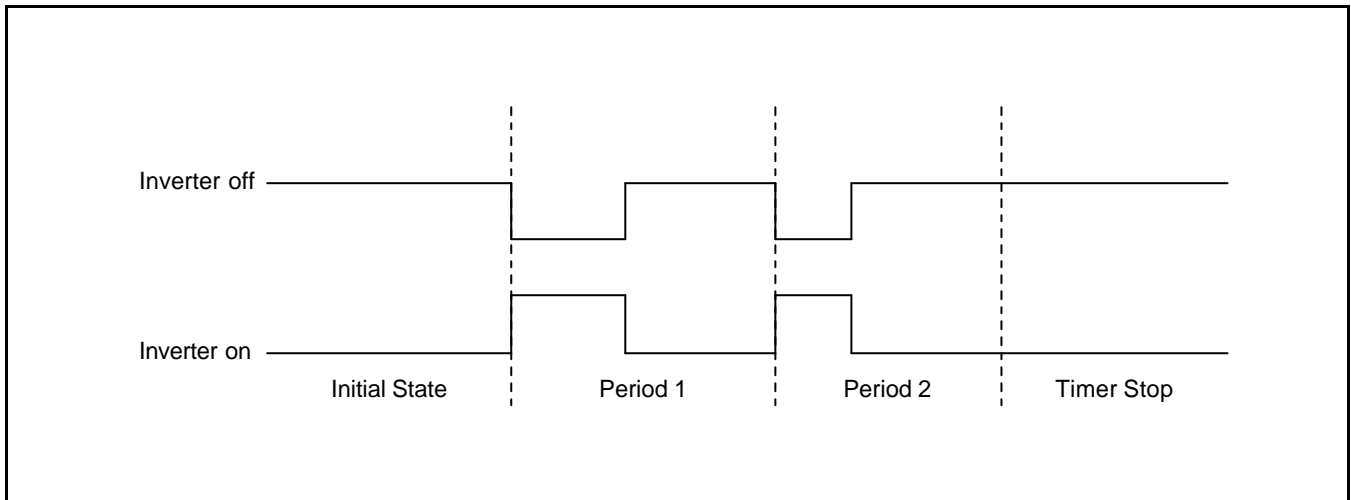 Inverter off
Inverter on
Initial State Period 1 Period 2 Timer Stop